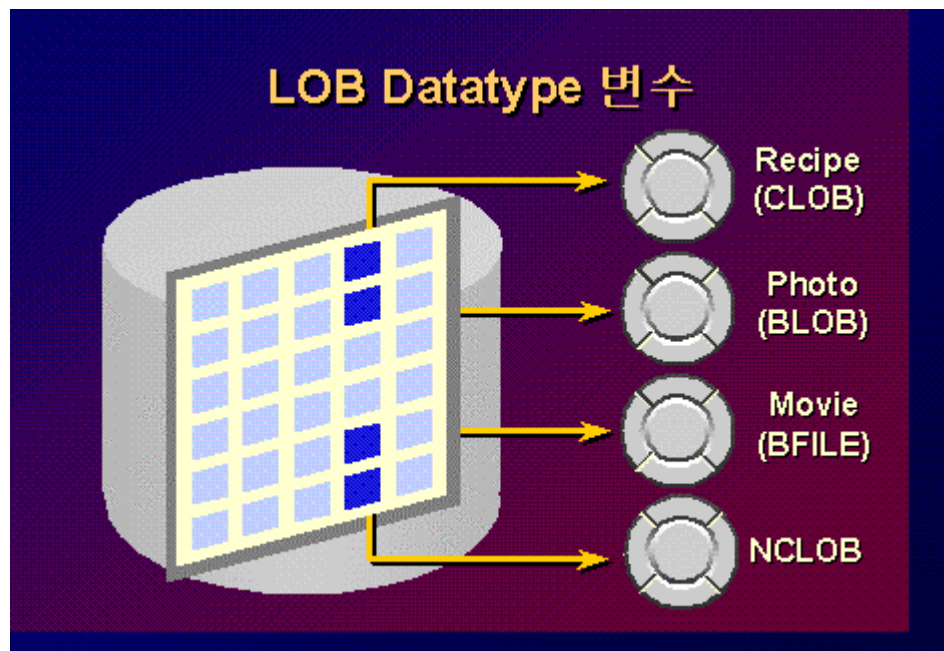 LOB Datatype 변수
Recipe
(CLOB)
Photo
(BLOB)
Movie
(BFILE)
NCLOB